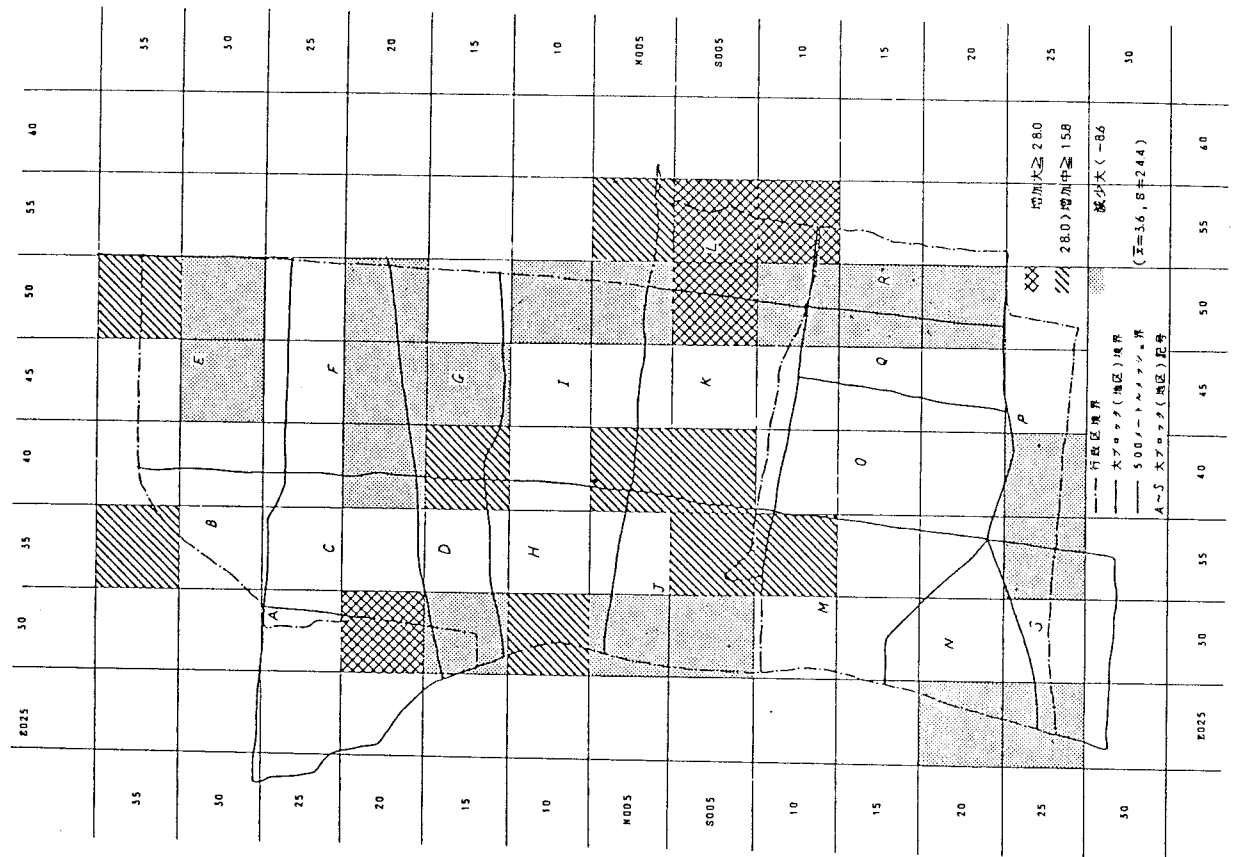 35
30
25
20
15
10
N005
S005
10
15
20
25
30
60
55
50
45
40
35
30
E025
35
30
25
20
15
10
N005
S005
10
15
20
25
30
60
55
50
45
40
35
30
E025
A
B
C
D
E
F
G
H
I
J
K
L
M
N
O
P
Q
R
S
増加大≧28.0
28.0〉増加中≧15.8
減少大〈-8.6
(x̄=3.6, S=24.4)
行政区境界
大ブロック(地区)境界
500メートルメッシュ界
A〜S 大ブロック(地区)記号